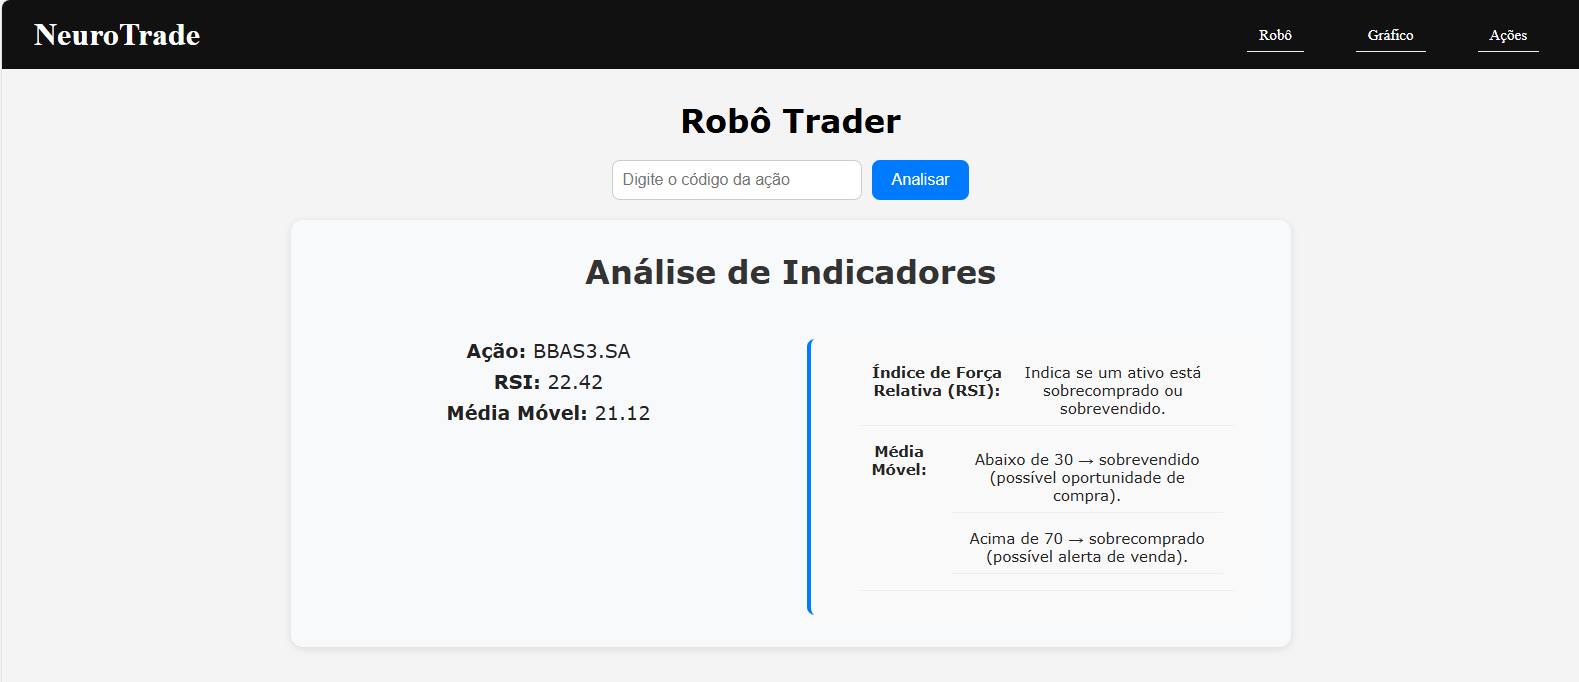 NeuroTrade
Robô
Gráfico
Ações
Robô Trader
Digite o código da ação
Analisar
Análise de Indicadores
Ação: BBAS3.SA
RSI: 22.42
Média Móvel: 21.12
Índice de Força
Relativa (RSI):
Indica se um ativo está
sobrecomprado ou
sobrevendido.
Média
Móvel:
Abaixo de 30 → sobrevendido
(possível oportunidade de
compra).
Acima de 70 → sobrecomprado
(possível alerta de venda).